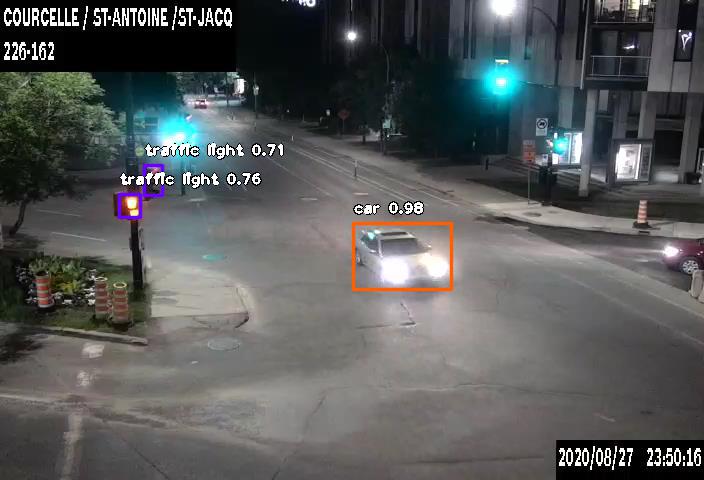 COURCELLE / ST-ANTOINE /ST-JACQ
226-162
traffic light 0.71
traffic light 0.76
car 0.98
2020/08/27 23:50:16